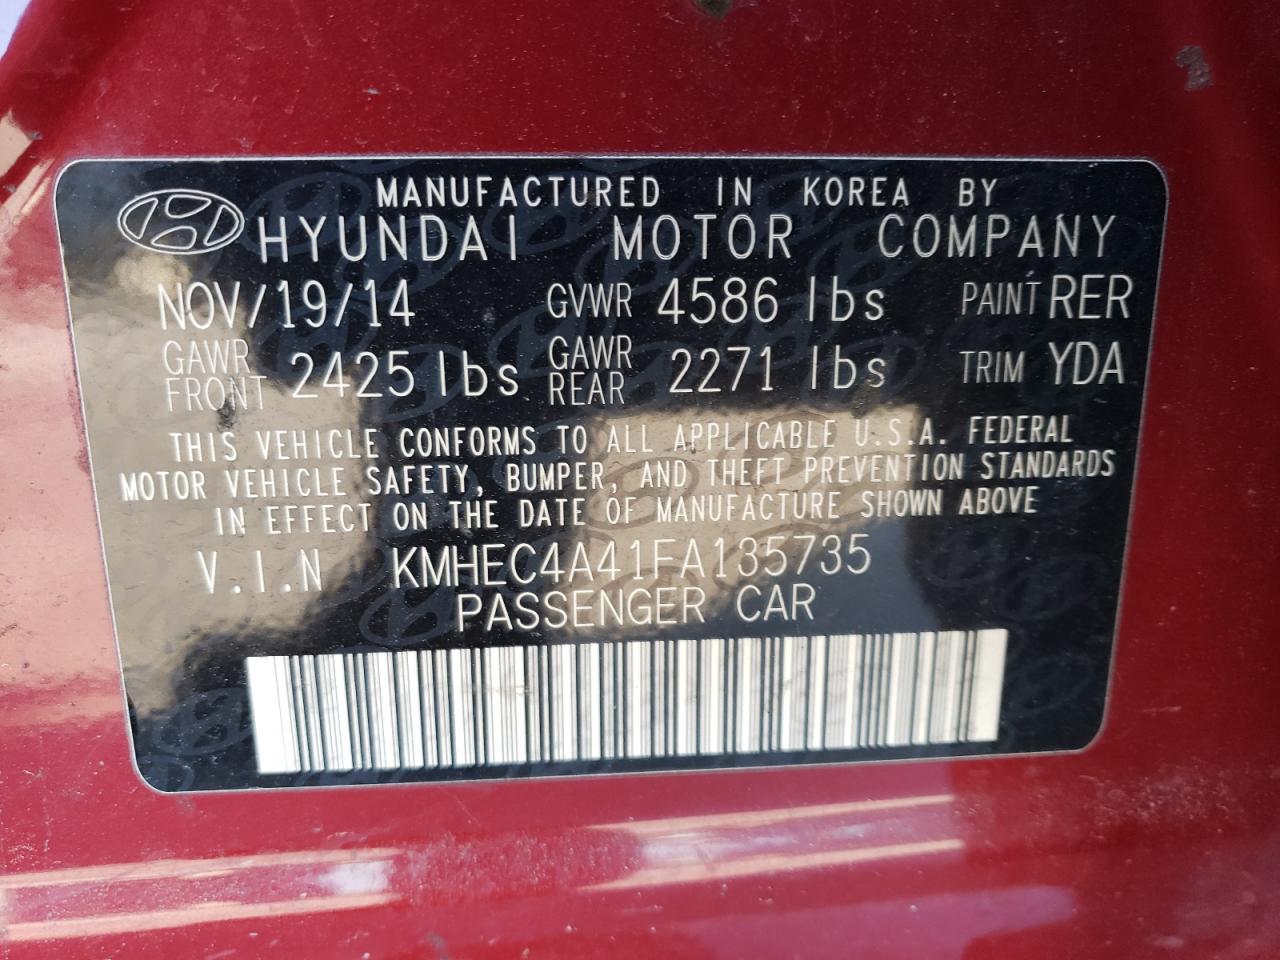 MANUFACTURED IN KOREA BY
HYUNDAI MOTOR COMPANY
NOV/19/14 GVWR 4586 lbs PAINT RER
GAWR FRONT 2425 lbs GAWR REAR 2271 lbs TRIM YDA
THIS VEHICLE CONFORMS TO ALL APPLICABLE U.S.A. FEDERAL
MOTOR VEHICLE SAFETY, BUMPER, AND THEFT PREVENTION STANDARDS
IN EFFECT ON THE DATE OF MANUFACTURE SHOWN ABOVE
V.I.N KMHEC4A41FA135735
PASSENGER CAR